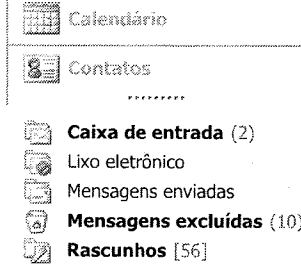 Calendário
Contatos
Caixa de entrada (2)
Lixo eletrônico
Mensagens enviadas
Mensagens excluídas (10)
Rascunhos [56]